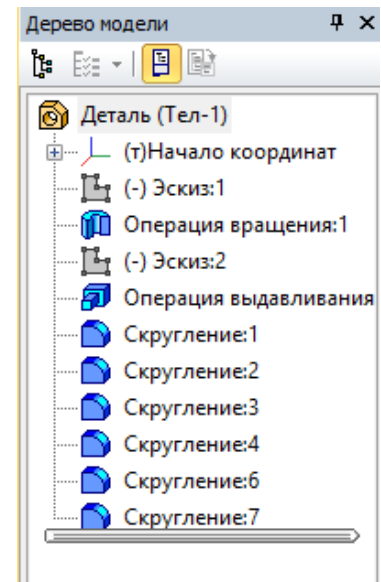 Дерево модели
Деталь (Тел-1)
(т)Начало координат
(-) Эскиз:1
Операция вращения:1
(-) Эскиз:2
Операция выдавливания
Скругление:1
Скругление:2
Скругление:3
Скругление:4
Скругление:6
Скругление:7